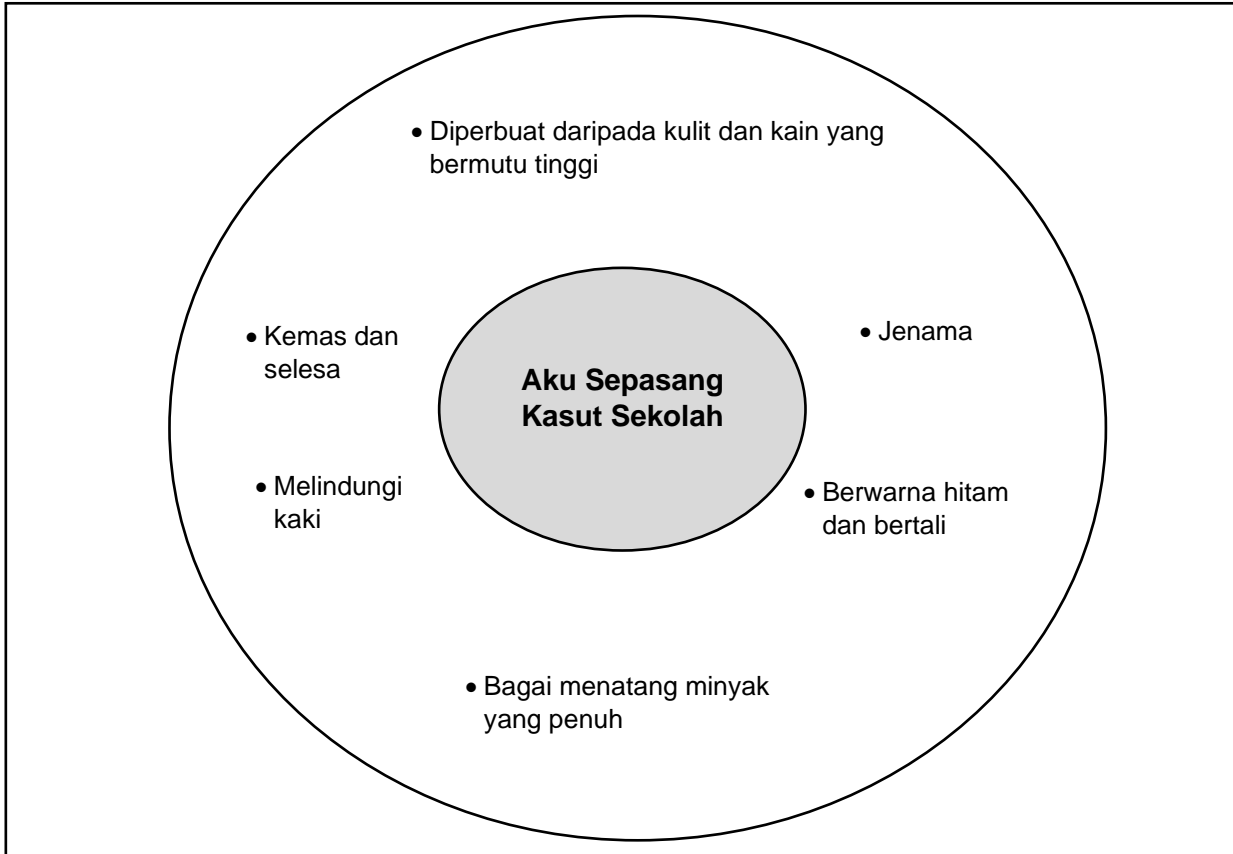 • Diperbuat daripada kulit dan kain yang
bermutu tinggi
• Kemas dan
selesa
• Jenama
Aku Sepasang
Kasut Sekolah
• Melindungi
kaki
• Berwarna hitam
dan bertali
• Bagai menatang minyak
yang penuh